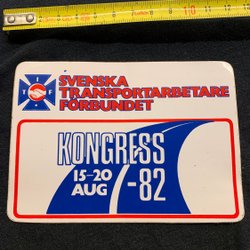 I
T F
SVENSKA
TRANSPORTARBETARE
FÖRBUNDET
KONGRESS
15-20
AUG -82